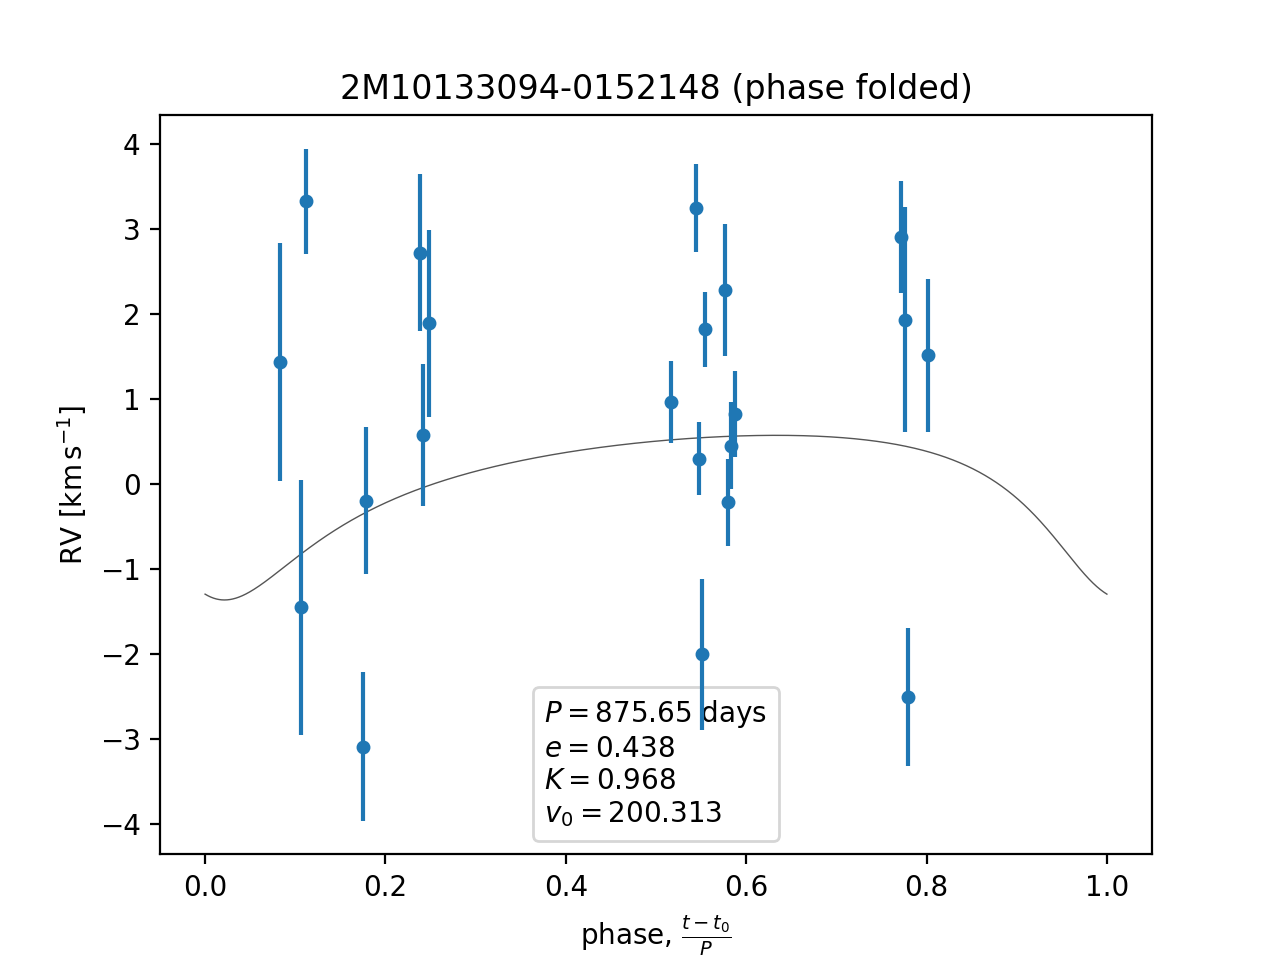 2M10133094-0152148 (phase folded)
4
3
2
1
0
−1
−2
−3
−4
RV [km s⁻¹]
P = 875.65 days
e = 0.438
K = 0.968
v₀ = 200.313
0.0 0.2 0.4 0.6 0.8 1.0
phase, (t − t₀)/P